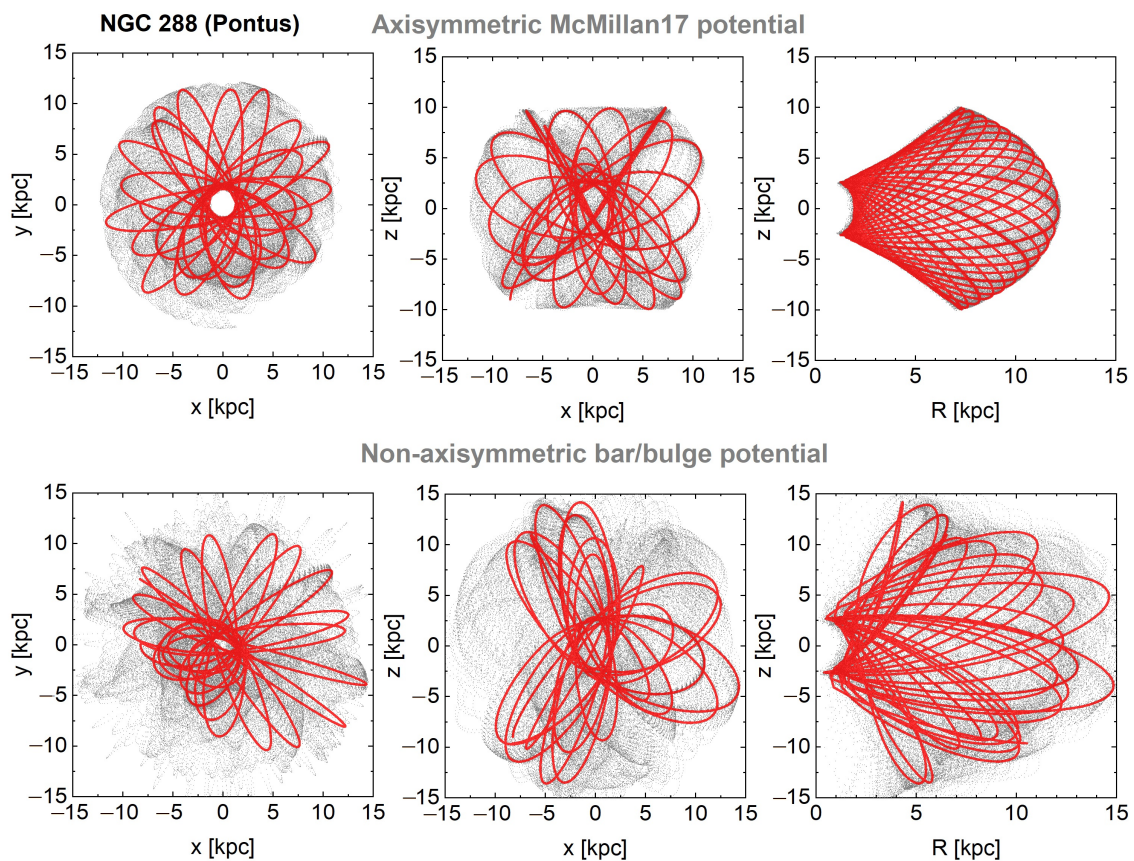 NGC 288 (Pontus) Axisymmetric McMillan17 potential
15 15 15
10 10 10
5 5 5
y [kpc] 0 z [kpc] 0 z [kpc] 0
−5 −5 −5
−10 −10 −10
−15 −15 −15
−15 −10 −5 0 5 10 15 −15 −10 −5 0 5 10 15 0 5 10 15
x [kpc] x [kpc] R [kpc]
Non-axisymmetric bar/bulge potential
15 15 15
10 10 10
5 5 5
y [kpc] 0 z [kpc] 0 z [kpc] 0
−5 −5 −5
−10 −10 −10
−15 −15 −15
−15 −10 −5 0 5 10 15 −15 −10 −5 0 5 10 15 0 5 10 15
x [kpc] x [kpc] R [kpc]